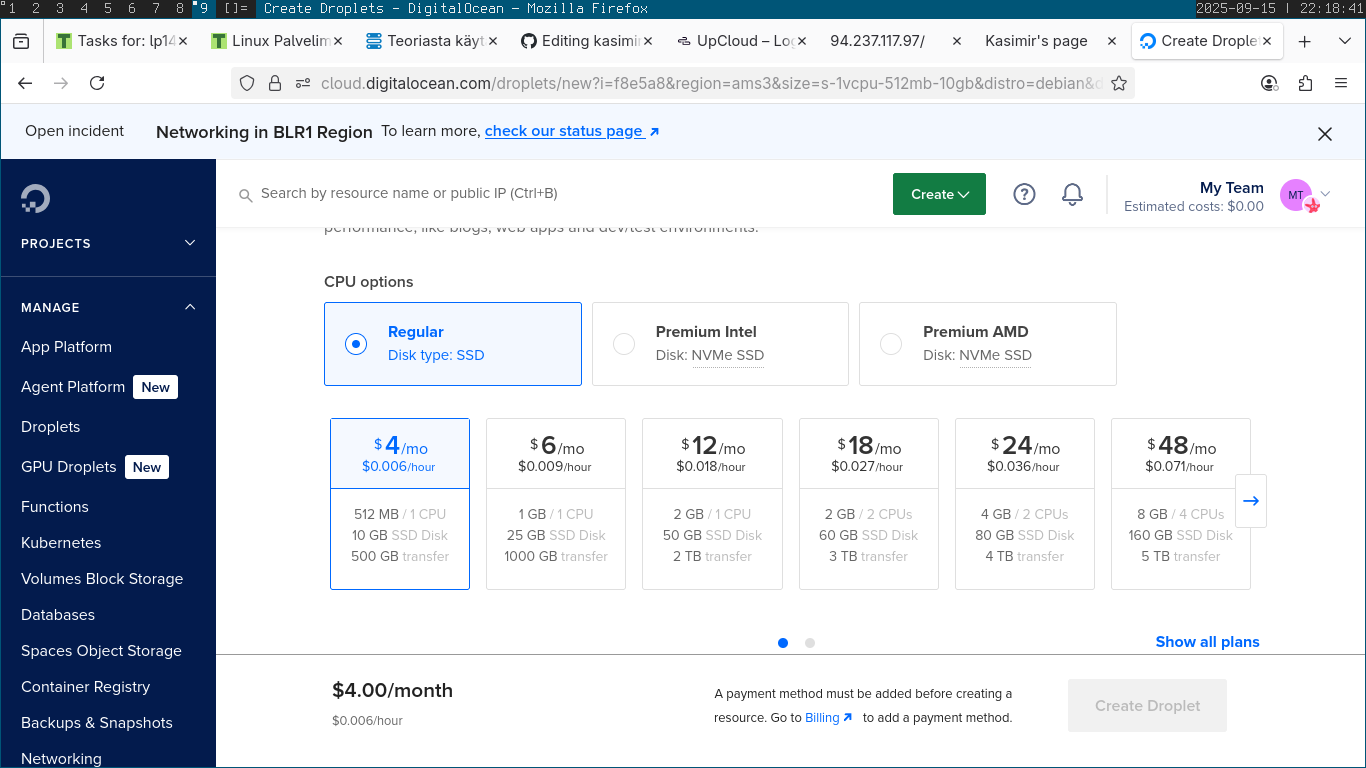 1 2 3 4 5 6 7 8 9 []= Create Droplets – DigitalOcean — Mozilla Firefox 2025-09-15 | 22:18:41
Tasks for: lp14
Linux Palvelim
Teoriasta käyt
Editing kasimi
UpCloud – Log
94.237.117.97/
Kasimir's page
Create Drople
cloud.digitalocean.com/droplets/new?i=f8e5a8&region=ams3&size=s-1vcpu-512mb-10gb&distro=debian&d
Open incident Networking in BLR1 Region To learn more, check our status page
Search by resource name or public IP (Ctrl+B)
Create
My Team
Estimated costs: $0.00
MT
PROJECTS
MANAGE
App Platform
Agent Platform New
Droplets
GPU Droplets New
Functions
Kubernetes
Volumes Block Storage
Databases
Spaces Object Storage
Container Registry
Backups & Snapshots
Networking
performance, like blogs, web apps and dev/test environments.
CPU options
Regular
Disk type: SSD
Premium Intel
Disk: NVMe SSD
Premium AMD
Disk: NVMe SSD
$4/mo
$0.006/hour
512 MB / 1 CPU
10 GB SSD Disk
500 GB transfer
$6/mo
$0.009/hour
1 GB / 1 CPU
25 GB SSD Disk
1000 GB transfer
$12/mo
$0.018/hour
2 GB / 1 CPU
50 GB SSD Disk
2 TB transfer
$18/mo
$0.027/hour
2 GB / 2 CPUs
60 GB SSD Disk
3 TB transfer
$24/mo
$0.036/hour
4 GB / 2 CPUs
80 GB SSD Disk
4 TB transfer
$48/mo
$0.071/hour
8 GB / 4 CPUs
160 GB SSD Disk
5 TB transfer
Show all plans
$4.00/month
$0.006/hour
A payment method must be added before creating a
resource. Go to Billing to add a payment method.
Create Droplet